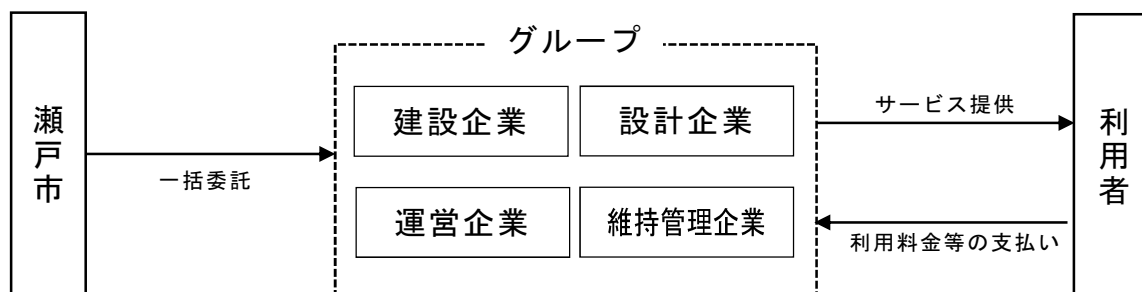 グループ
瀬戸市
一括委託
建設企業
設計企業
運営企業
維持管理企業
サービス提供
利用料金等の支払い
利用者